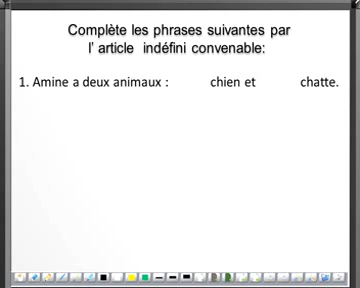 Complète les phrases suivantes par
l' article indéfini convenable:
1. Amine a deux animaux : chien et chatte.